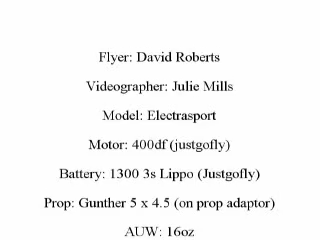 Flyer: David Roberts
Videographer: Julie Mills
Model: Electrasport
Motor: 400df (justgofly)
Battery: 1300 3s Lippo (Justgofly)
Prop: Gunther 5 x 4.5 (on prop adaptor)
AUW: 16oz